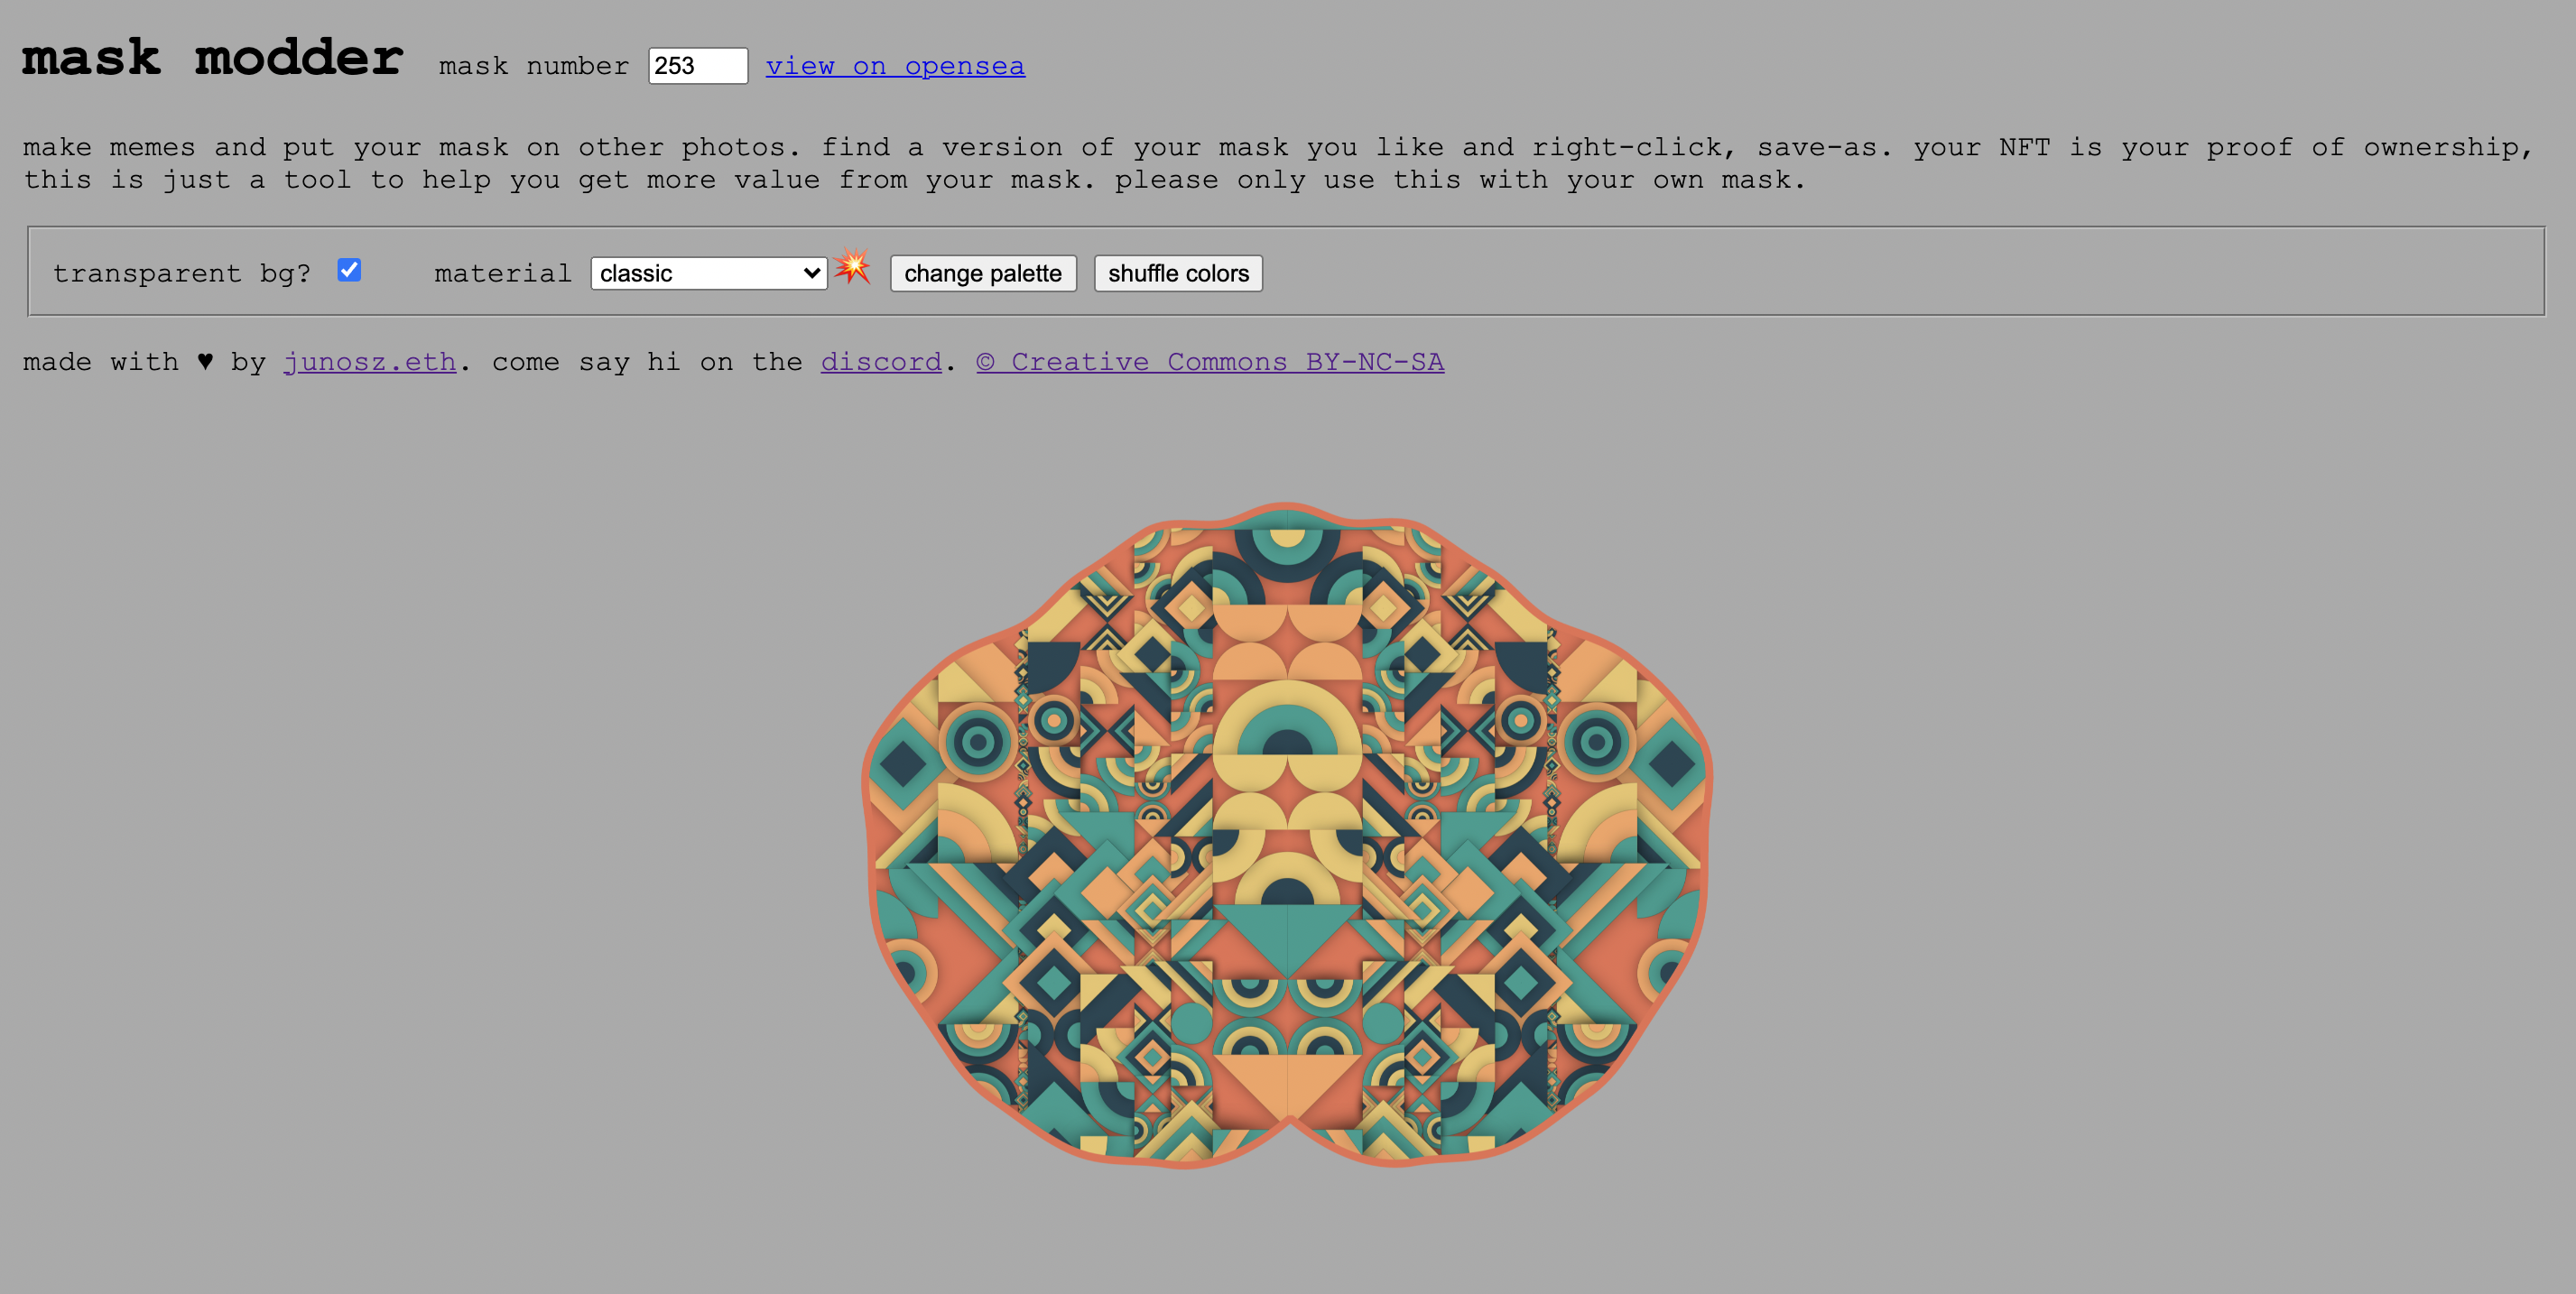 mask modder mask number 253 view on opensea
make memes and put your mask on other photos. find a version of your mask you like and right-click, save-as. your NFT is your proof of ownership,
this is just a tool to help you get more value from your mask. please only use this with your own mask.
transparent bg? material classic 💥 change palette shuffle colors
made with ♥ by junosz.eth. come say hi on the discord. © Creative Commons BY-NC-SA